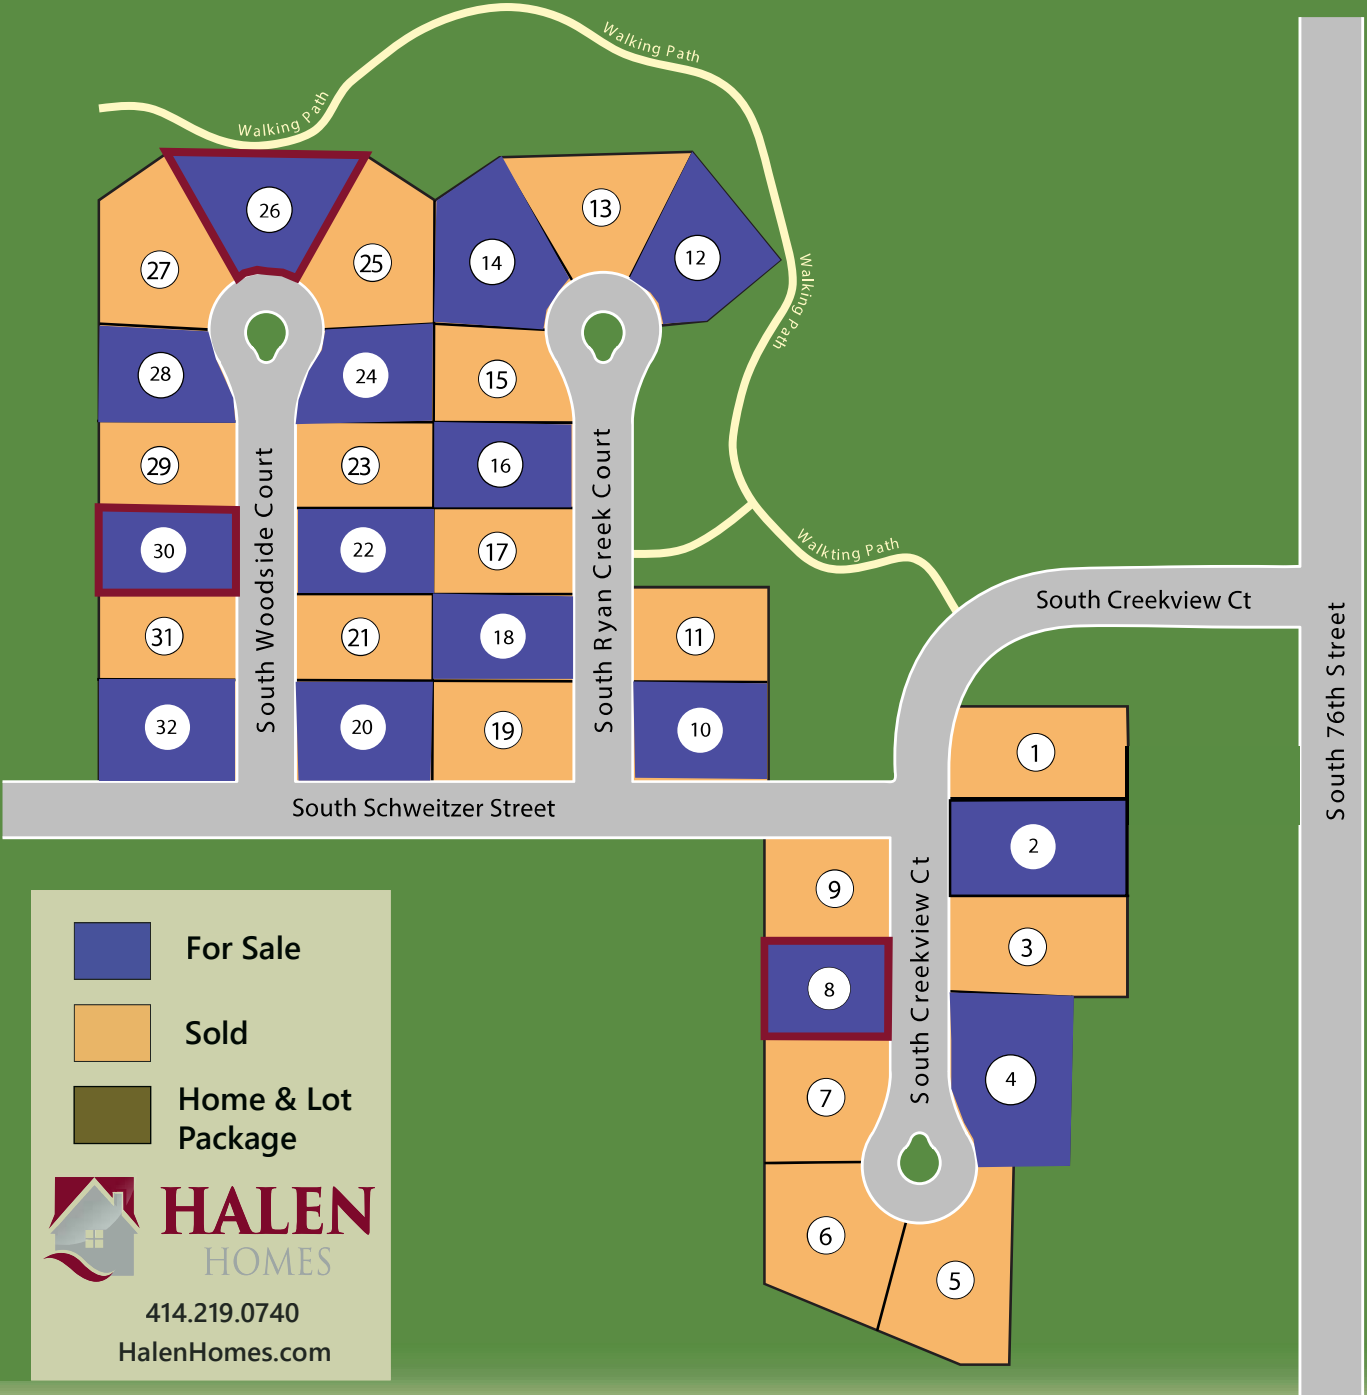 Walking Path
Walking Path
26
13
27
25
14
12
Walking Path
28
24
15
29
23
16
30
22
17
Walkting Path
31
21
18
11
32
20
19
10
South Woodside Court
South Ryan Creek Court
South Creekview Ct
South 76th Street
1
South Schweitzer Street
2
9
3
8
South Creekview Ct
4
7
6
5
For Sale
Sold
Home & Lot
Package
HALEN
HOMES
414.219.0740
HalenHomes.com